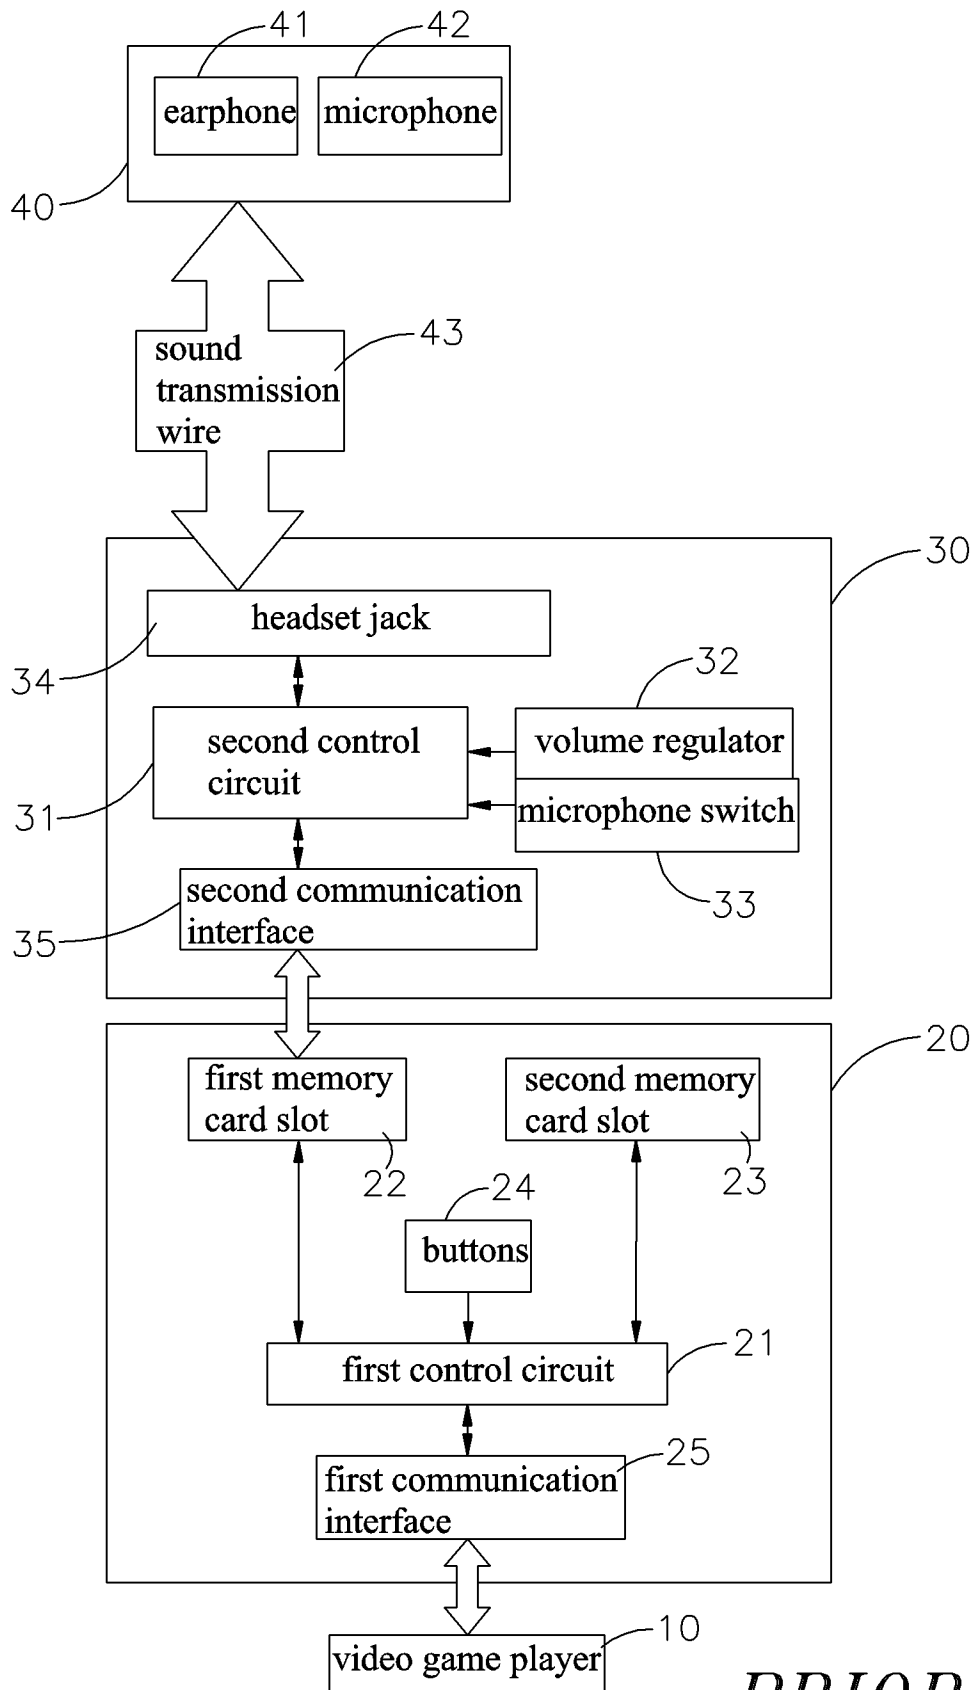 41
42
earphone
microphone
40
43
sound
transmission
wire
30
headset jack
34
32
second control
circuit
volume regulator
31
microphone switch
33
second communication
interface
35
20
first memory
card slot
second memory
card slot
22
23
24
buttons
21
first control circuit
25
first communication
interface
10
video game player